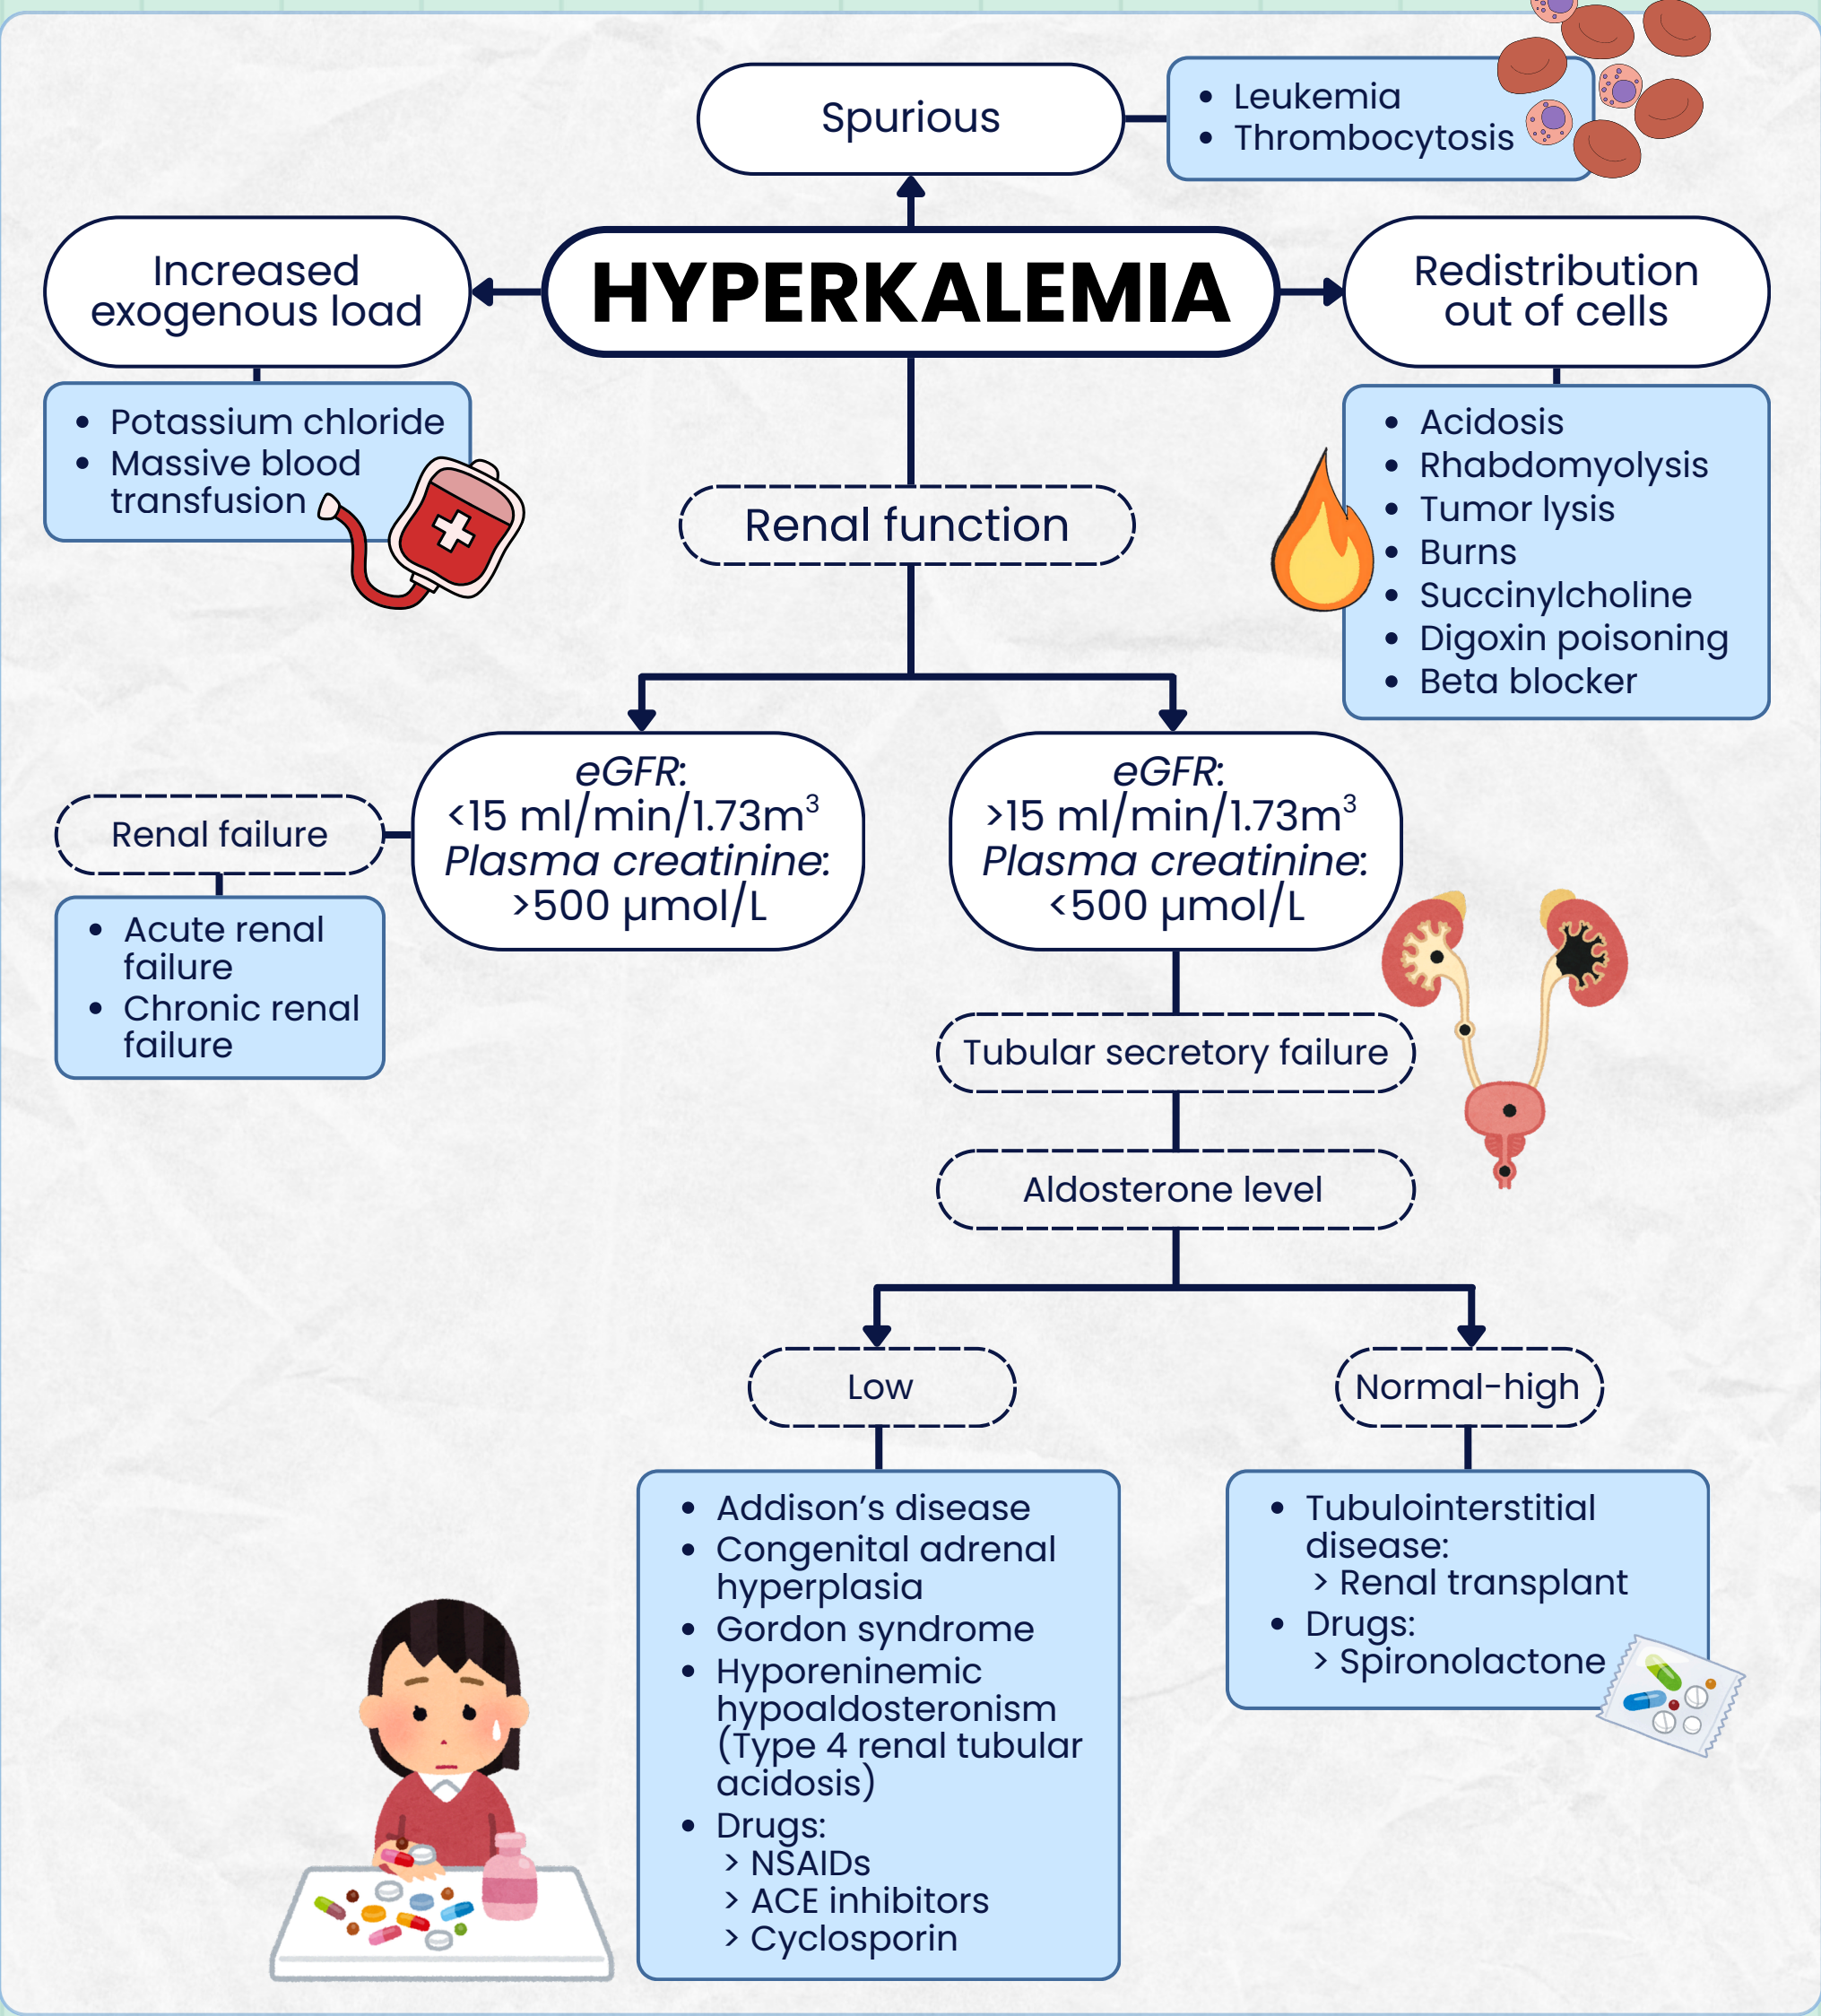 Spurious
• Leukemia
• Thrombocytosis
HYPERKALEMIA
Increased
exogenous load
• Potassium chloride
• Massive blood
transfusion
Redistribution
out of cells
• Acidosis
• Rhabdomyolysis
• Tumor lysis
• Burns
• Succinylcholine
• Digoxin poisoning
• Beta blocker
Renal function
eGFR:
<15 ml/min/1.73m³
Plasma creatinine:
>500 µmol/L
Renal failure
• Acute renal
failure
• Chronic renal
failure
eGFR:
>15 ml/min/1.73m³
Plasma creatinine:
<500 µmol/L
Tubular secretory failure
Aldosterone level
Low
• Addison’s disease
• Congenital adrenal
hyperplasia
• Gordon syndrome
• Hyporeninemic
hypoaldosteronism
(Type 4 renal tubular
acidosis)
• Drugs:
> NSAIDs
> ACE inhibitors
> Cyclosporin
Normal-high
• Tubulointerstitial
disease:
> Renal transplant
• Drugs:
> Spironolactone